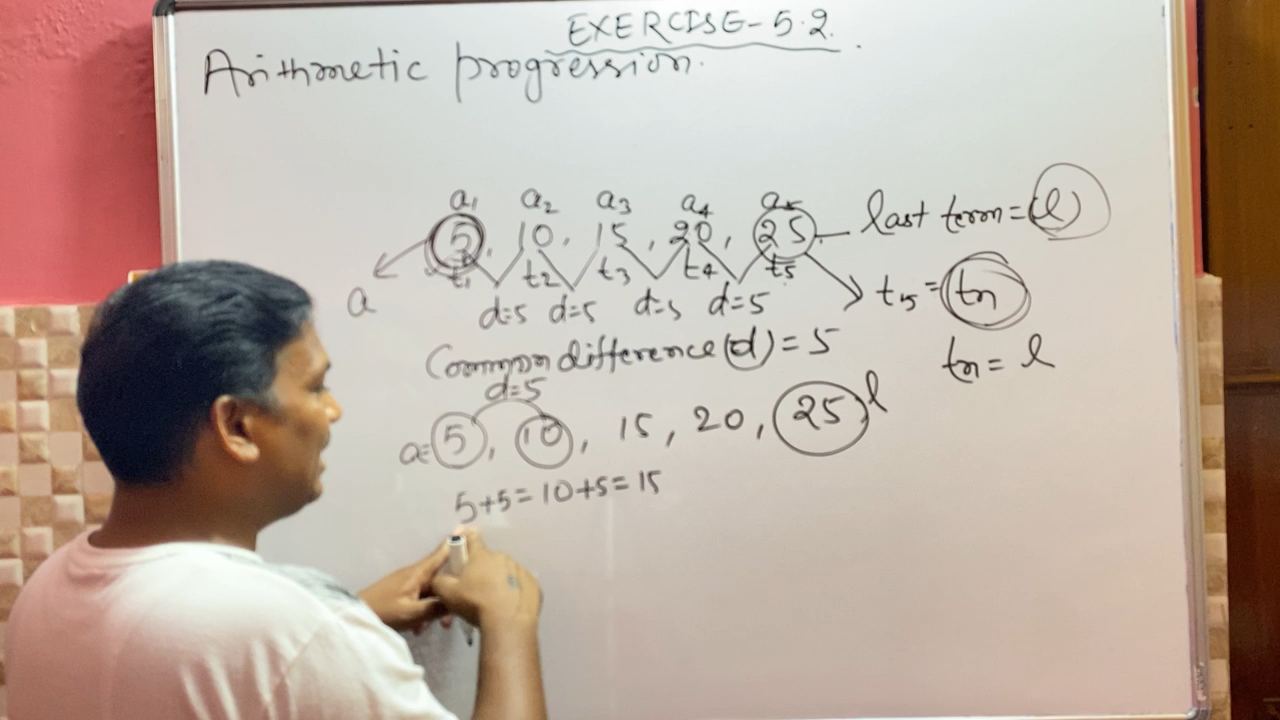 EXERCISE-5.2.
Arithmetic progression.
a₁ a₂ a₃ a₄ a₅
5, 10, 15, 20, 25 last term = (l)
t₁ t₂ t₃ t₄ t₅
a
t₅ = tn
d=5 d=5 d=5 d=5
Common difference (d) = 5
tn = l
d=5
a=5, 10, 15, 20, 25 l
5+5=10+5=15